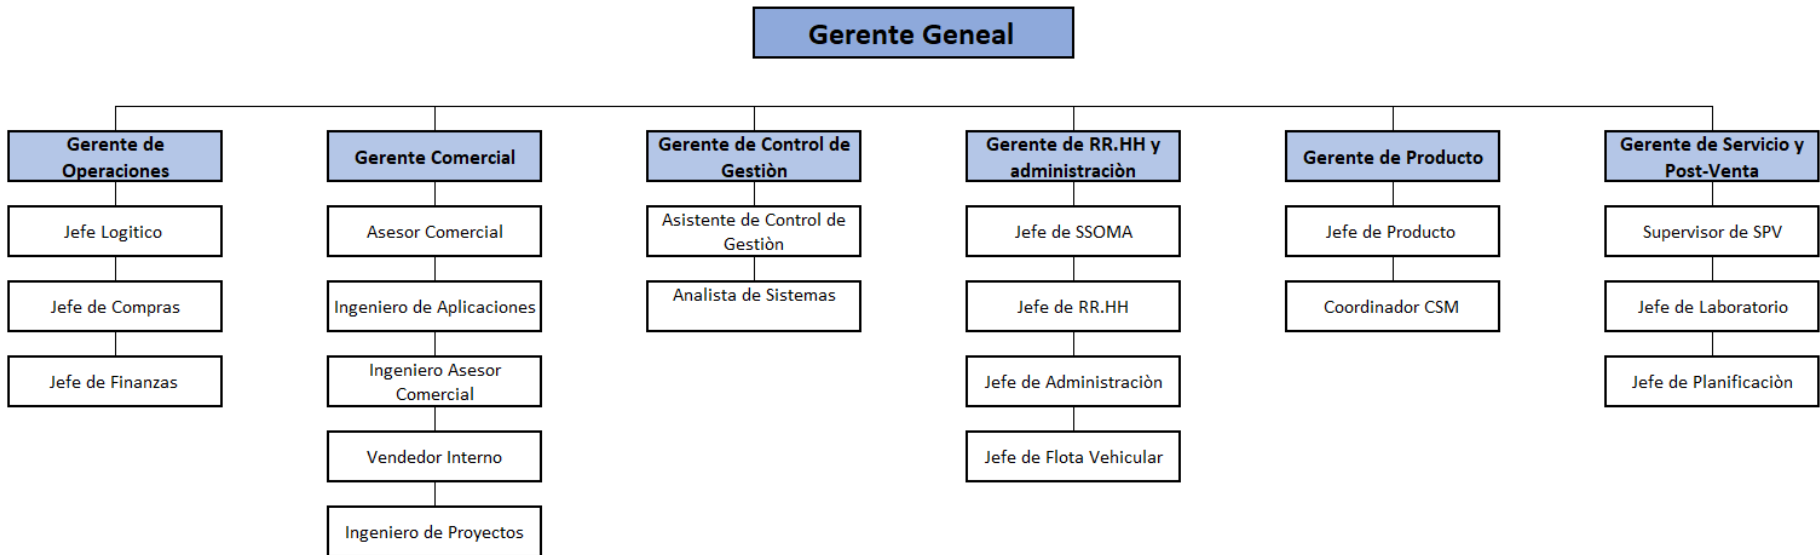 Gerente Geneal
Gerente de
Operaciones
Jefe Logitico
Jefe de Compras
Jefe de Finanzas
Gerente Comercial
Asesor Comercial
Ingeniero de Aplicaciones
Ingeniero Asesor
Comercial
Vendedor Interno
Ingeniero de Proyectos
Gerente de Control de
Gestiòn
Asistente de Control de
Gestiòn
Analista de Sistemas
Gerente de RR.HH y
administraciòn
Jefe de SSOMA
Jefe de RR.HH
Jefe de Administraciòn
Jefe de Flota Vehicular
Gerente de Producto
Jefe de Producto
Coordinador CSM
Gerente de Servicio y
Post-Venta
Supervisor de SPV
Jefe de Laboratorio
Jefe de Planificaciòn